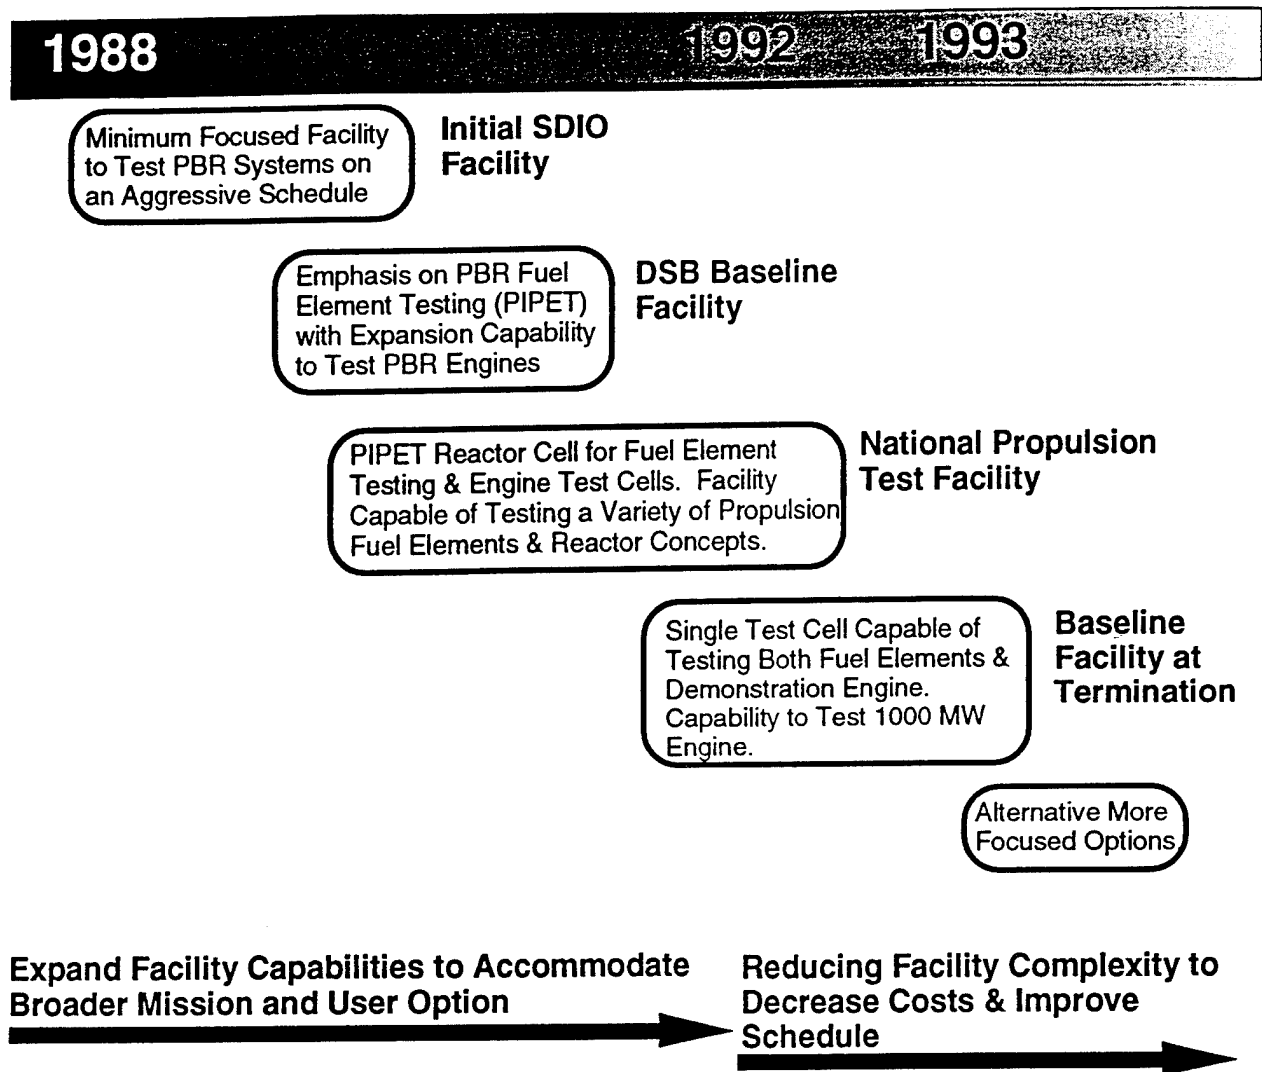 1988
1992
1993
Minimum Focused Facility
to Test PBR Systems on
an Aggressive Schedule
Initial SDIO
Facility
Emphasis on PBR Fuel
Element Testing (PIPET)
with Expansion Capability
to Test PBR Engines
DSB Baseline
Facility
PIPET Reactor Cell for Fuel Element
Testing & Engine Test Cells. Facility
Capable of Testing a Variety of Propulsion
Fuel Elements & Reactor Concepts.
National Propulsion
Test Facility
Single Test Cell Capable of
Testing Both Fuel Elements &
Demonstration Engine.
Capability to Test 1000 MW
Engine.
Baseline
Facility at
Termination
Alternative More
Focused Options
Expand Facility Capabilities to Accommodate
Broader Mission and User Option
Reducing Facility Complexity to
Decrease Costs & Improve
Schedule